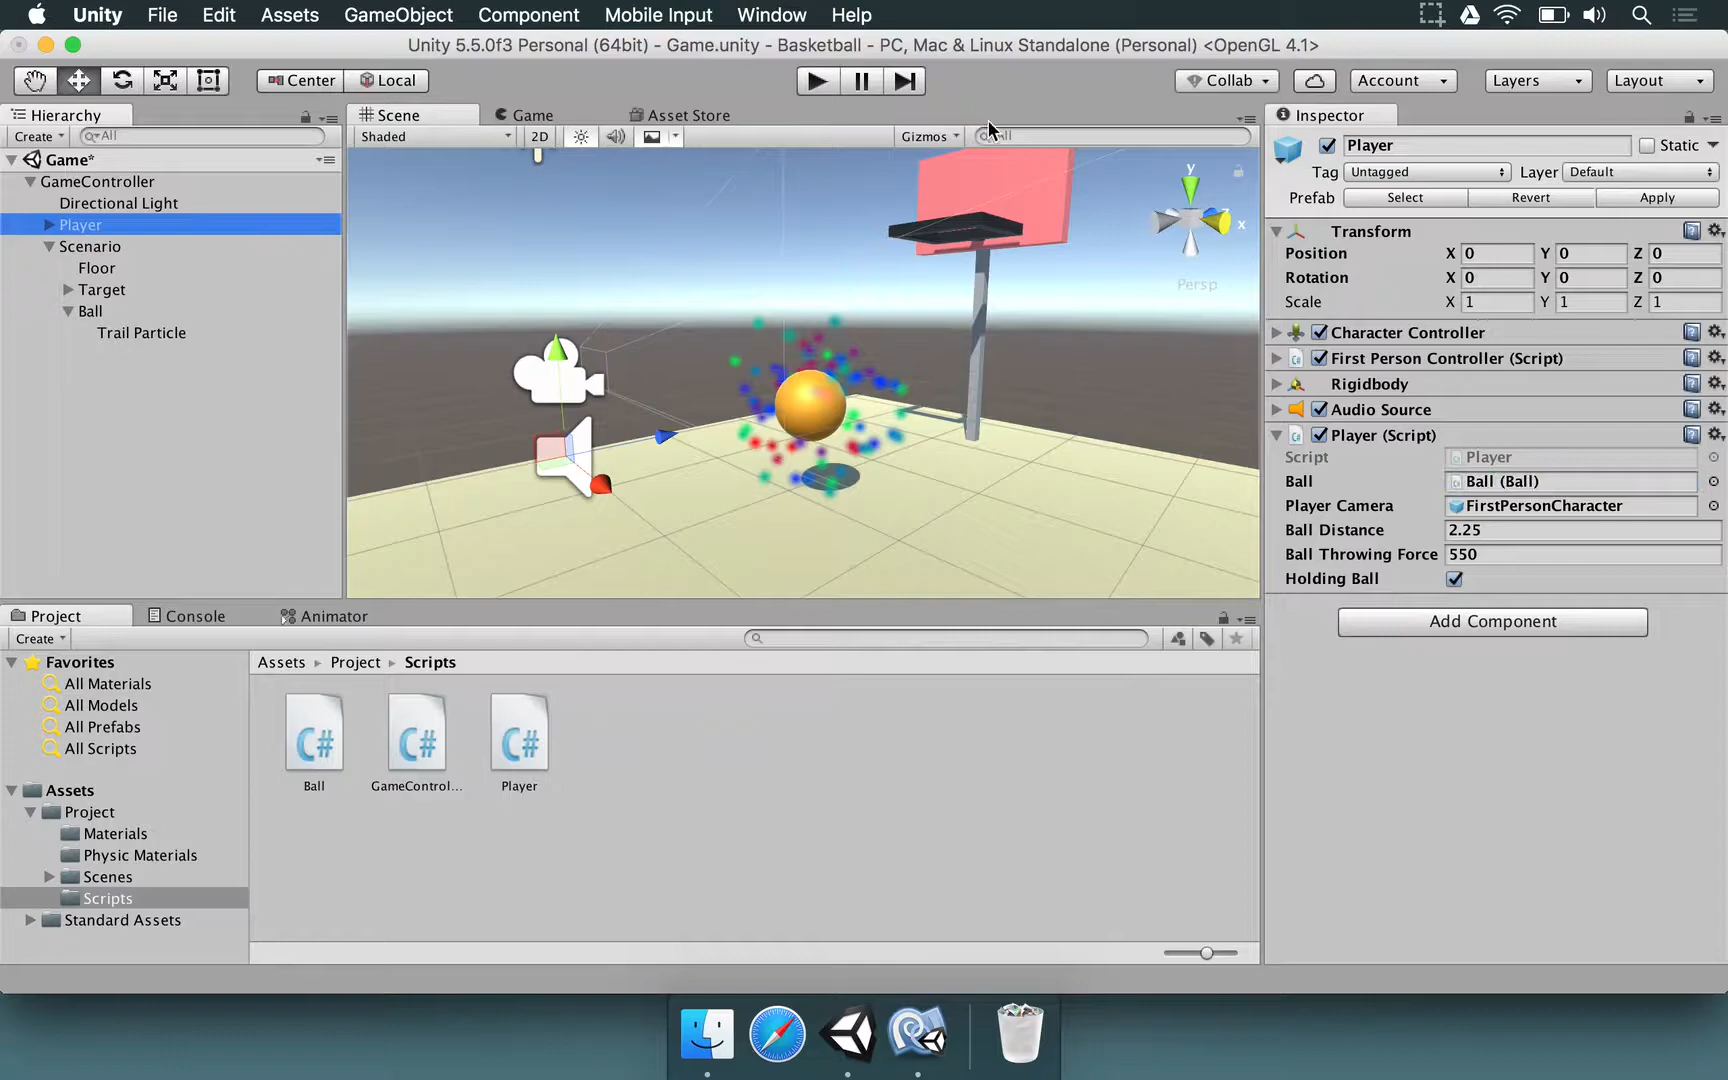 Unity File Edit Assets GameObject Component Mobile Input Window Help
Unity 5.5.0f3 Personal (64bit) - Game.unity - Basketball - PC, Mac & Linux Standalone (Personal) <OpenGL 4.1>
Center Local Collab Account Layers Layout
Hierarchy
Create All
Game*
GameController
Directional Light
Player
Scenario
Floor
Target
Ball
Trail Particle
Scene Game Asset Store
Shaded 2D Gizmos All
y
x
Persp
Inspector
Player Static
Tag Untagged Layer Default
Prefab Select Revert Apply
Transform
Position X 0 Y 0 Z 0
Rotation X 0 Y 0 Z 0
Scale X 1 Y 1 Z 1
Character Controller
First Person Controller (Script)
Rigidbody
Audio Source
Player (Script)
Script Player
Ball Ball (Ball)
Player Camera FirstPersonCharacter
Ball Distance 2.25
Ball Throwing Force 550
Holding Ball
Add Component
Project Console Animator
Create
Favorites
All Materials
All Models
All Prefabs
All Scripts
Assets
Project
Materials
Physic Materials
Scenes
Scripts
Standard Assets
Assets Project Scripts
C# C# C#
Ball GameControl... Player